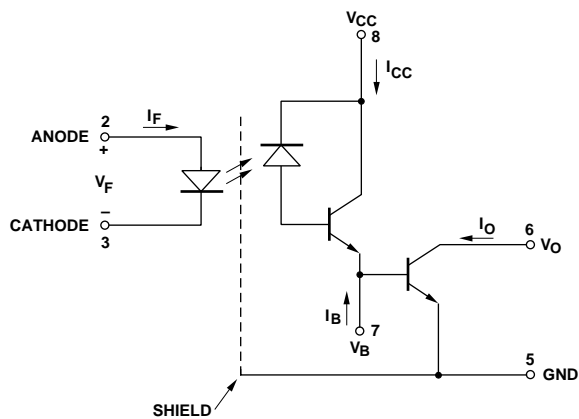 VCC
8
ICC
2
IF
ANODE
+
VF
–
CATHODE
3
IO
6
VO
IB
7
VB
5
GND
SHIELD